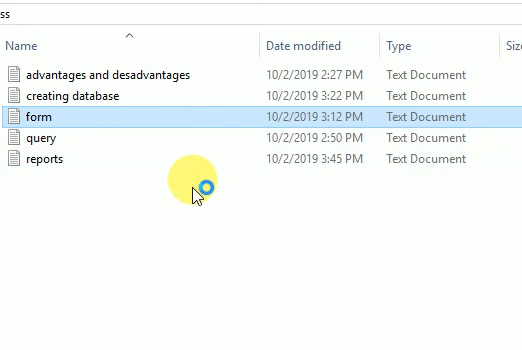 ss
Name Date modified Type Size
advantages and desadvantages 10/2/2019 2:27 PM Text Document
creating database 10/2/2019 3:22 PM Text Document
form 10/2/2019 3:12 PM Text Document
query 10/2/2019 2:50 PM Text Document
reports 10/2/2019 3:45 PM Text Document